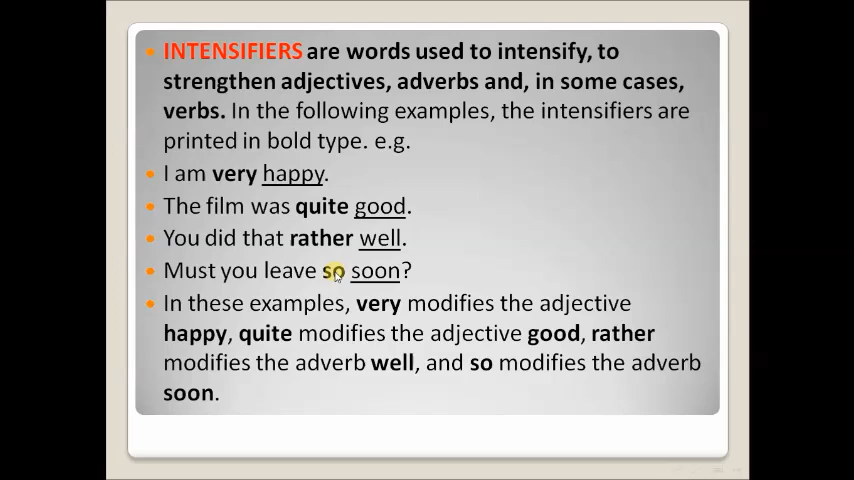 INTENSIFIERS are words used to intensify, to
strengthen adjectives, adverbs and, in some cases,
verbs. In the following examples, the intensifiers are
printed in bold type. e.g.
I am very happy.
The film was quite good.
You did that rather well.
Must you leave so soon?
In these examples, very modifies the adjective
happy, quite modifies the adjective good, rather
modifies the adverb well, and so modifies the adverb
soon.